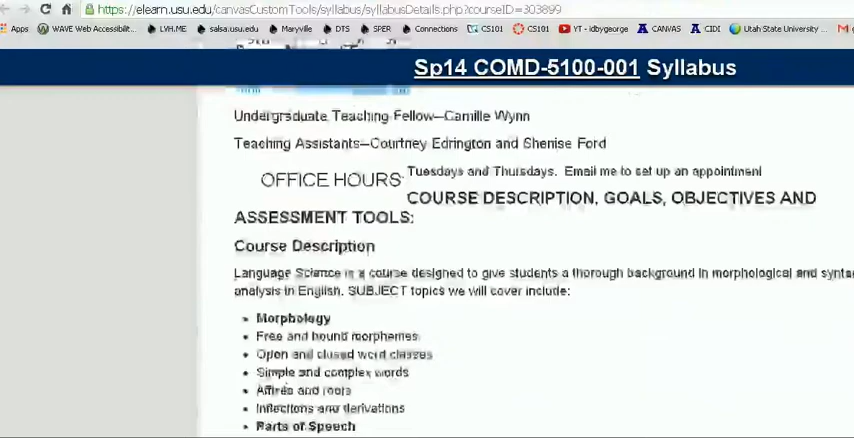 https://elearn.usu.edu/canvasCustomTools/syllabus/syllabusDetails.php?courseID=303899
Apps WAVE Web Accessibilit... LVH.ME salsa.usu.edu Maryville DTS SPER Connections CS101 CS101 YT - idbygeorge CANVAS CIDI Utah State University ...
Sp14 COMD-5100-001 Syllabus
Undergraduate Teaching Fellow—Camille Wynn
Teaching Assistants—Courtney Edrington and Shenise Ford
OFFICE HOURS Tuesdays and Thursdays. Email me to set up an appointment
COURSE DESCRIPTION, GOALS, OBJECTIVES AND
ASSESSMENT TOOLS:
Course Description
Language Science is a course designed to give students a thorough background in morphological and synta
analysis in English. SUBJECT topics we will cover include:
• Morphology
• Free and bound morphemes
• Open and closed word classes
• Simple and complex words
• Affixes and roots
• Inflections and derivations
• Parts of Speech